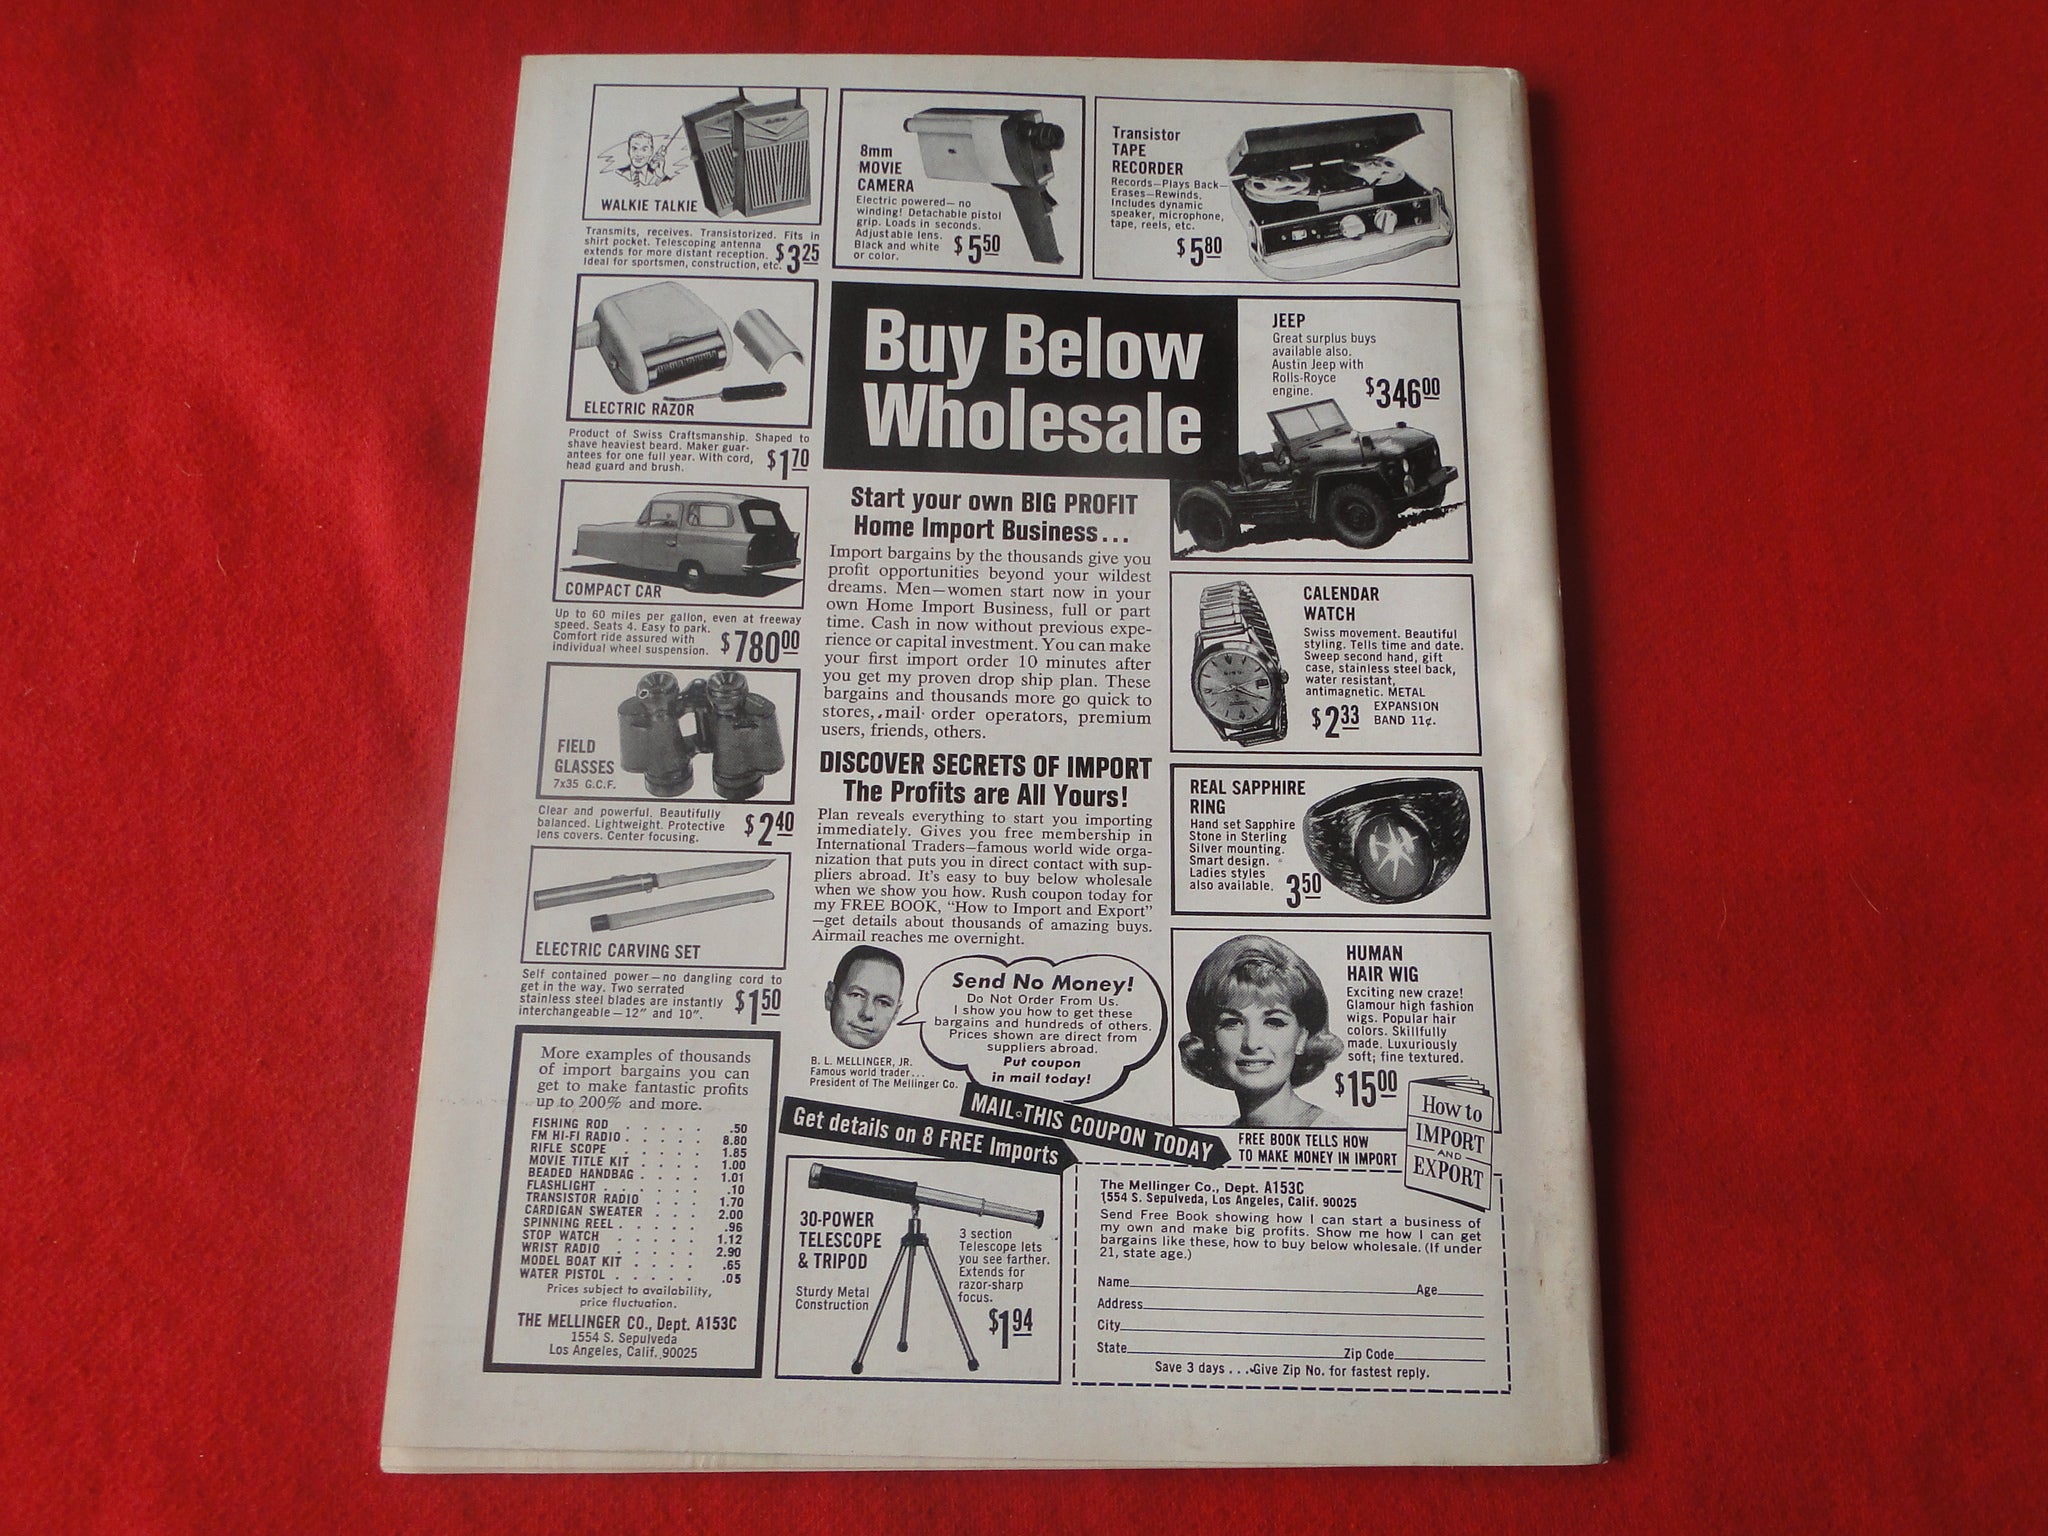 WALKIE TALKIE
Transmits, receives. Transistorized. Fits in
shirt pocket. Telescoping antenna
extends for more distant reception.
Ideal for sportsmen, construction, etc.
$3.25
8mm
MOVIE
CAMERA
Electric powered—no
winding! Detachable pistol
grip. Loads in seconds.
Adjustable lens.
Black and white
or color.
$5.50
Transistor
TAPE
RECORDER
Records—Plays Back—
Erases—Rewinds.
Includes dynamic
speaker, microphone,
tape, reels, etc.
$5.80
ELECTRIC RAZOR
Product of Swiss Craftsmanship. Shaped to
shave heaviest beard. Maker guar-
antees for one full year. With cord,
head guard and brush.
$1.70
COMPACT CAR
Up to 60 miles per gallon, even at freeway
speed. Seats 4. Easy to park.
Comfort ride assured with
individual wheel suspension.
$780.00
FIELD
GLASSES
7x35 G.C.F.
Clear and powerful. Beautifully
balanced. Lightweight. Protective
lens covers. Center focusing.
$2.40
ELECTRIC CARVING SET
Self contained power—no dangling cord to
get in the way. Two serrated
stainless steel blades are instantly
interchangeable—12" and 10".
$1.50
More examples of thousands
of import bargains you can
get to make fantastic profits
up to 200% and more.
FISHING ROD . . . . . .50
FM HI-FI RADIO . . . . . 8.80
RIFLE SCOPE . . . . . 1.85
MOVIE TITLE KIT . . . . 1.00
BEADED HANDBAG . . . . 1.01
FLASHLIGHT . . . . . . .10
TRANSISTOR RADIO . . . 1.70
CARDIGAN SWEATER . . . 2.00
SPINNING REEL . . . . . .96
STOP WATCH . . . . . 1.12
WRIST RADIO . . . . . 2.90
MODEL BOAT KIT . . . . .65
WATER PISTOL . . . . . .05
Prices subject to availability,
price fluctuation.
THE MELLINGER CO., Dept. A153C
1554 S. Sepulveda
Los Angeles, Calif. 90025
Buy Below
Wholesale
Start your own BIG PROFIT
Home Import Business...
Import bargains by the thousands give you
profit opportunities beyond your wildest
dreams. Men—women start now in your
own Home Import Business, full or part
time. Cash in now without previous expe-
rience or capital investment. You can make
your first import order 10 minutes after
you get my proven drop ship plan. These
bargains and thousands more go quick to
stores, mail order operators, premium
users, friends, others.
DISCOVER SECRETS OF IMPORT
The Profits are All Yours!
Plan reveals everything to start you importing
immediately. Gives you free membership in
International Traders—famous world wide orga-
nization that puts you in direct contact with sup-
pliers abroad. It's easy to buy below wholesale
when we show you how. Rush coupon today for
my FREE BOOK, "How to Import and Export"
—get details about thousands of amazing buys.
Airmail reaches me overnight.
B. L. MELLINGER, JR.
Famous world trader...
President of The Mellinger Co.
Send No Money!
Do Not Order From Us.
I show you how to get these
bargains and hundreds of others.
Prices shown are direct from
suppliers abroad.
Put coupon
in mail today!
JEEP
Great surplus buys
available also.
Austin Jeep with
Rolls-Royce
engine.
$346.00
CALENDAR
WATCH
Swiss movement. Beautiful
styling. Tells time and date.
Sweep second hand, gift
case, stainless steel back,
water resistant,
antimagnetic. METAL
EXPANSION
BAND 11¢.
$2.33
REAL SAPPHIRE
RING
Hand set Sapphire
Stone in Sterling
Silver mounting.
Smart design.
Ladies styles
also available.
3.50
HUMAN
HAIR WIG
Exciting new craze!
Glamour high fashion
wigs. Popular hair
colors. Skillfully
made. Luxuriously
soft; fine textured.
$15.00
How to
IMPORT
AND
EXPORT
MAIL THIS COUPON TODAY
Get details on 8 FREE Imports
FREE BOOK TELLS HOW
TO MAKE MONEY IN IMPORT
30-POWER
TELESCOPE
& TRIPOD
Sturdy Metal
Construction
3 section
Telescope lets
you see farther.
Extends for
razor-sharp
focus.
$1.94
The Mellinger Co., Dept. A153C
1554 S. Sepulveda, Los Angeles, Calif. 90025
Send Free Book showing how I can start a business of
my own and make big profits. Show me how I can get
bargains like these, how to buy below wholesale. (If under
21, state age.)
Name Age
Address
City
State Zip Code
Save 3 days ... Give Zip No. for fastest reply.